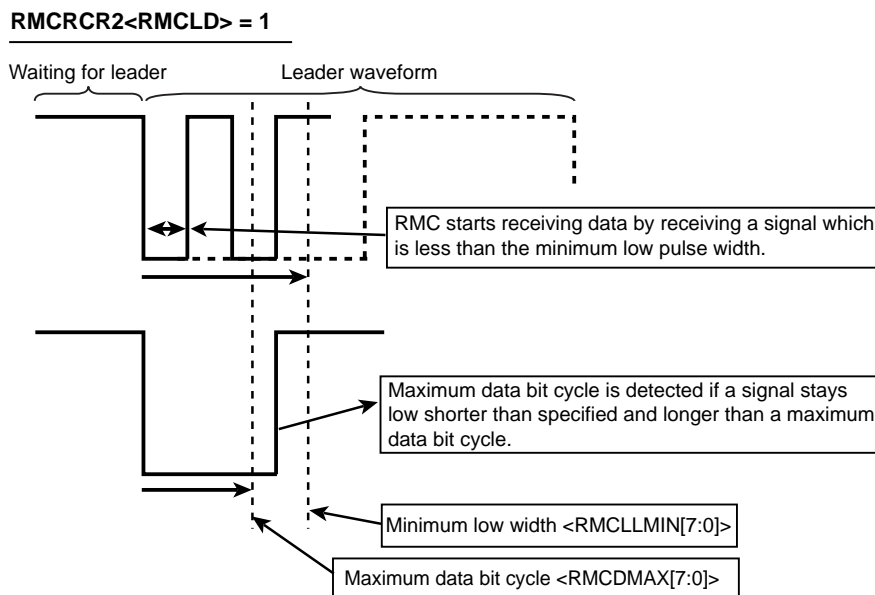 RMCRCR2<RMCLD> = 1
Waiting for leader
Leader waveform
RMC starts receiving data by receiving a signal which
is less than the minimum low pulse width.
Maximum data bit cycle is detected if a signal stays
low shorter than specified and longer than a maximum
data bit cycle.
Minimum low width <RMCLLMIN[7:0]>
Maximum data bit cycle <RMCDMAX[7:0]>